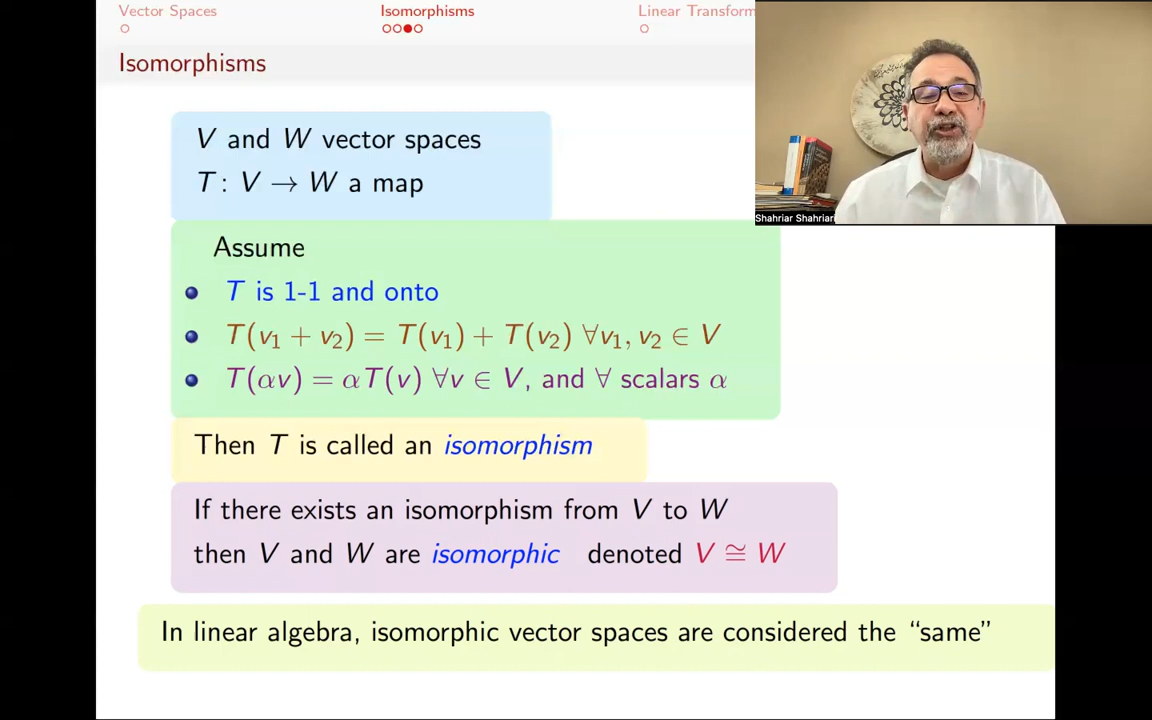 Vector Spaces Isomorphisms Linear Transform
Isomorphisms
V and W vector spaces
T: V → W a map
Assume
T is 1-1 and onto
T(v₁ + v₂) = T(v₁) + T(v₂) ∀v₁, v₂ ∈ V
T(αv) = αT(v) ∀v ∈ V, and ∀ scalars α
Then T is called an isomorphism
If there exists an isomorphism from V to W
then V and W are isomorphic denoted V ≅ W
In linear algebra, isomorphic vector spaces are considered the “same”
Shahriar Shahriari